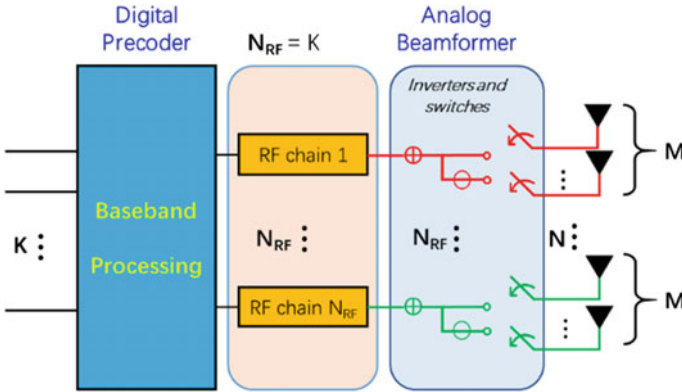 Digital
Precoder
N_RF = K
Analog
Beamformer
Inverters and
switches
K
Baseband
Processing
RF chain 1
N_RF
RF chain N_RF
N_RF
N
M
M